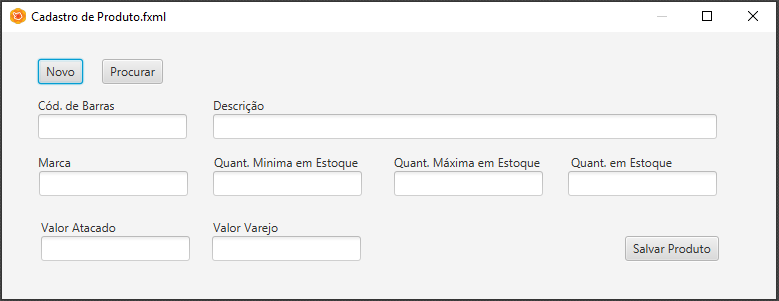 Cadastro de Produto.fxml
Novo Procurar
Cód. de Barras Descrição
Marca Quant. Minima em Estoque Quant. Máxima em Estoque Quant. em Estoque
Valor Atacado Valor Varejo
Salvar Produto